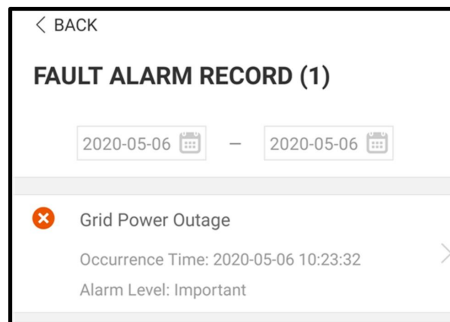 BACK
FAULT ALARM RECORD (1)
2020-05-06 – 2020-05-06
Grid Power Outage
Occurrence Time: 2020-05-06 10:23:32
Alarm Level: Important